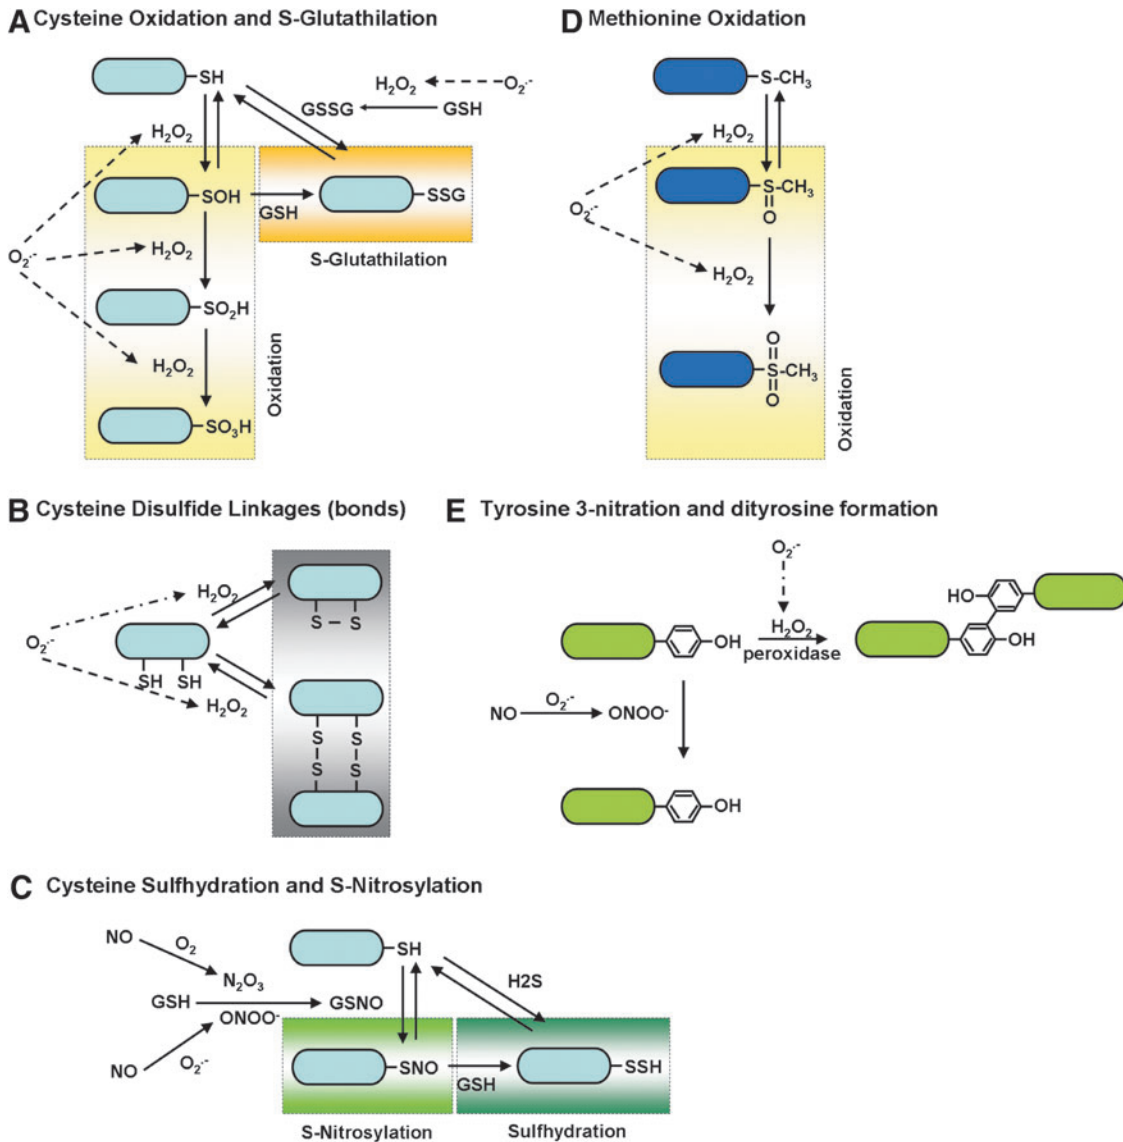 A Cysteine Oxidation and S-Glutathilation
SH
H₂O₂
O₂·⁻
GSSG
GSH
H₂O₂
SOH
GSH
SSG
S-Glutathilation
O₂·⁻
H₂O₂
SO₂H
H₂O₂
SO₃H
Oxidation
D Methionine Oxidation
S-CH₃
H₂O₂
S-CH₃
O
O₂·⁻
H₂O₂
O
S-CH₃
O
Oxidation
B Cysteine Disulfide Linkages (bonds)
H₂O₂
S – S
O₂·⁻
SH SH
H₂O₂
S S
S S
E Tyrosine 3-nitration and dityrosine formation
O₂·⁻
H₂O₂
peroxidase
OH
HO
OH
NO
O₂·⁻
ONOO⁻
OH
C Cysteine Sulfhydration and S-Nitrosylation
NO
O₂
N₂O₃
SH
H2S
GSH
GSNO
ONOO⁻
NO
O₂·⁻
SNO
GSH
SSH
S-Nitrosylation
Sulfhydration